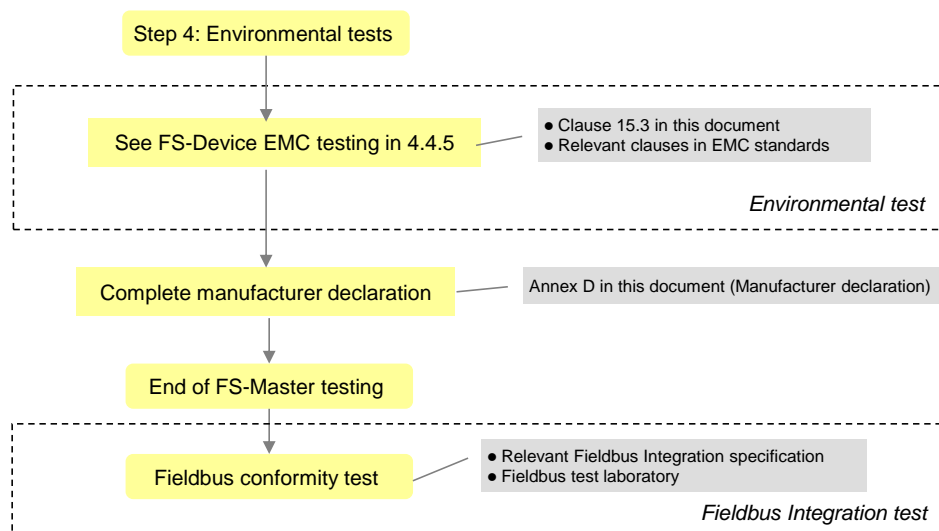 Step 4: Environmental tests
See FS-Device EMC testing in 4.4.5
● Clause 15.3 in this document
● Relevant clauses in EMC standards
Environmental test
Complete manufacturer declaration
Annex D in this document (Manufacturer declaration)
End of FS-Master testing
Fieldbus conformity test
● Relevant Fieldbus Integration specification
● Fieldbus test laboratory
Fieldbus Integration test